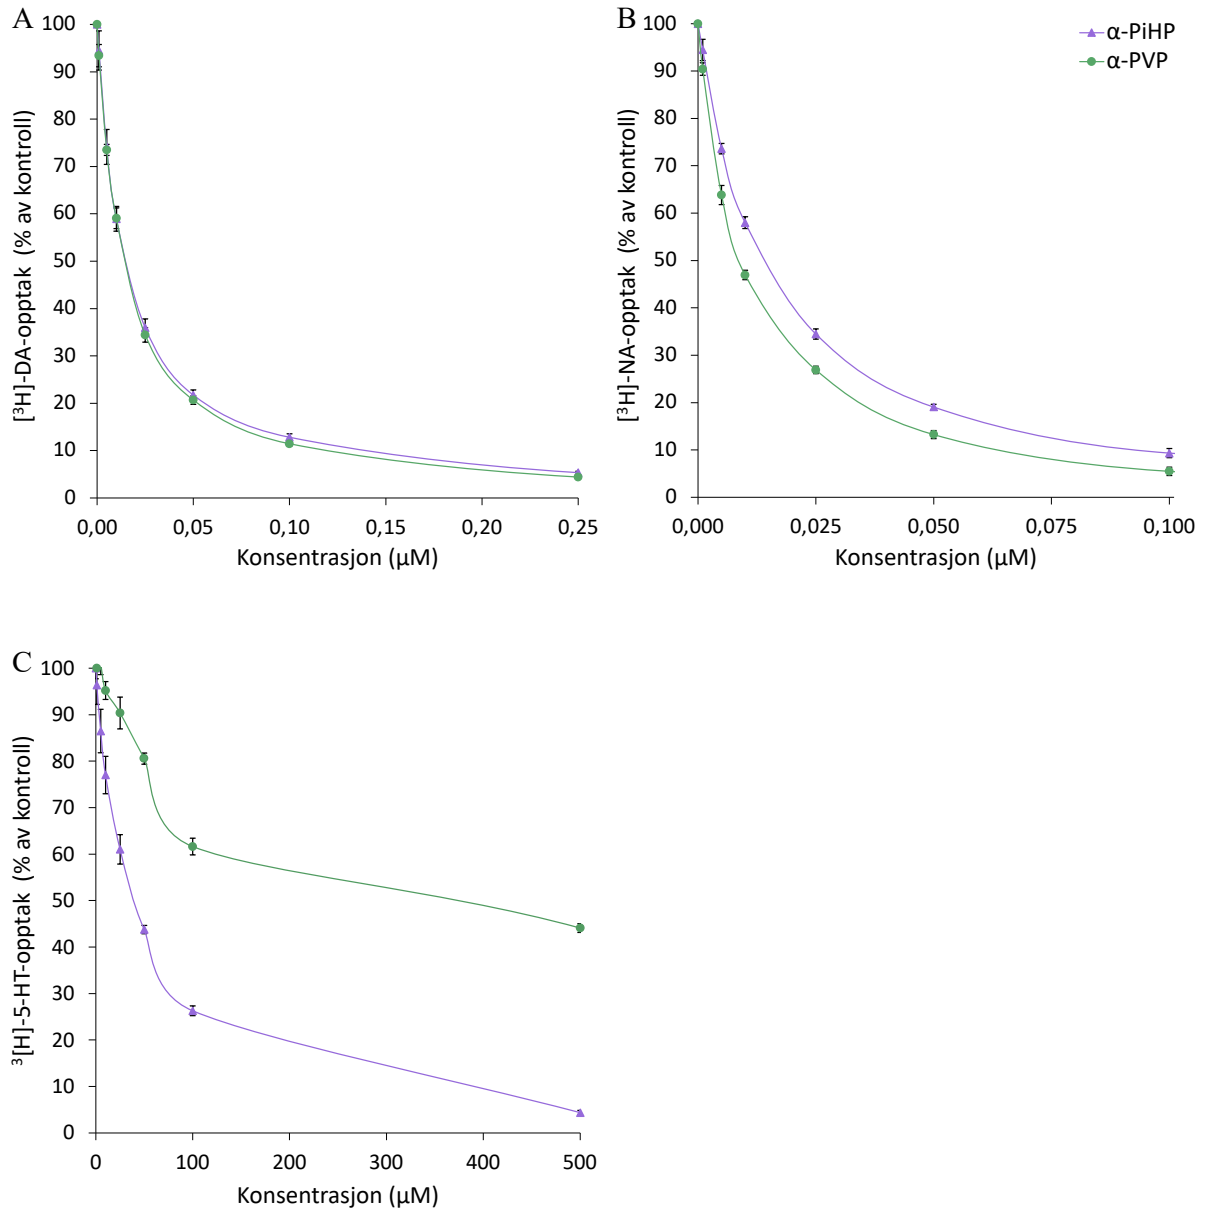 A
[³H]-DA-opptak (% av kontroll)
100
90
80
70
60
50
40
30
20
10
0
0,00 0,05 0,10 0,15 0,20 0,25
Konsentrasjon (µM)
B
α-PiHP
α-PVP
[³H]-NA-opptak (% av kontroll)
100
90
80
70
60
50
40
30
20
10
0
0,000 0,025 0,050 0,075 0,100
Konsentrasjon (µM)
C
³[H]-5-HT-opptak (% av kontroll)
100
90
80
70
60
50
40
30
20
10
0
0 100 200 300 400 500
Konsentrasjon (µM)